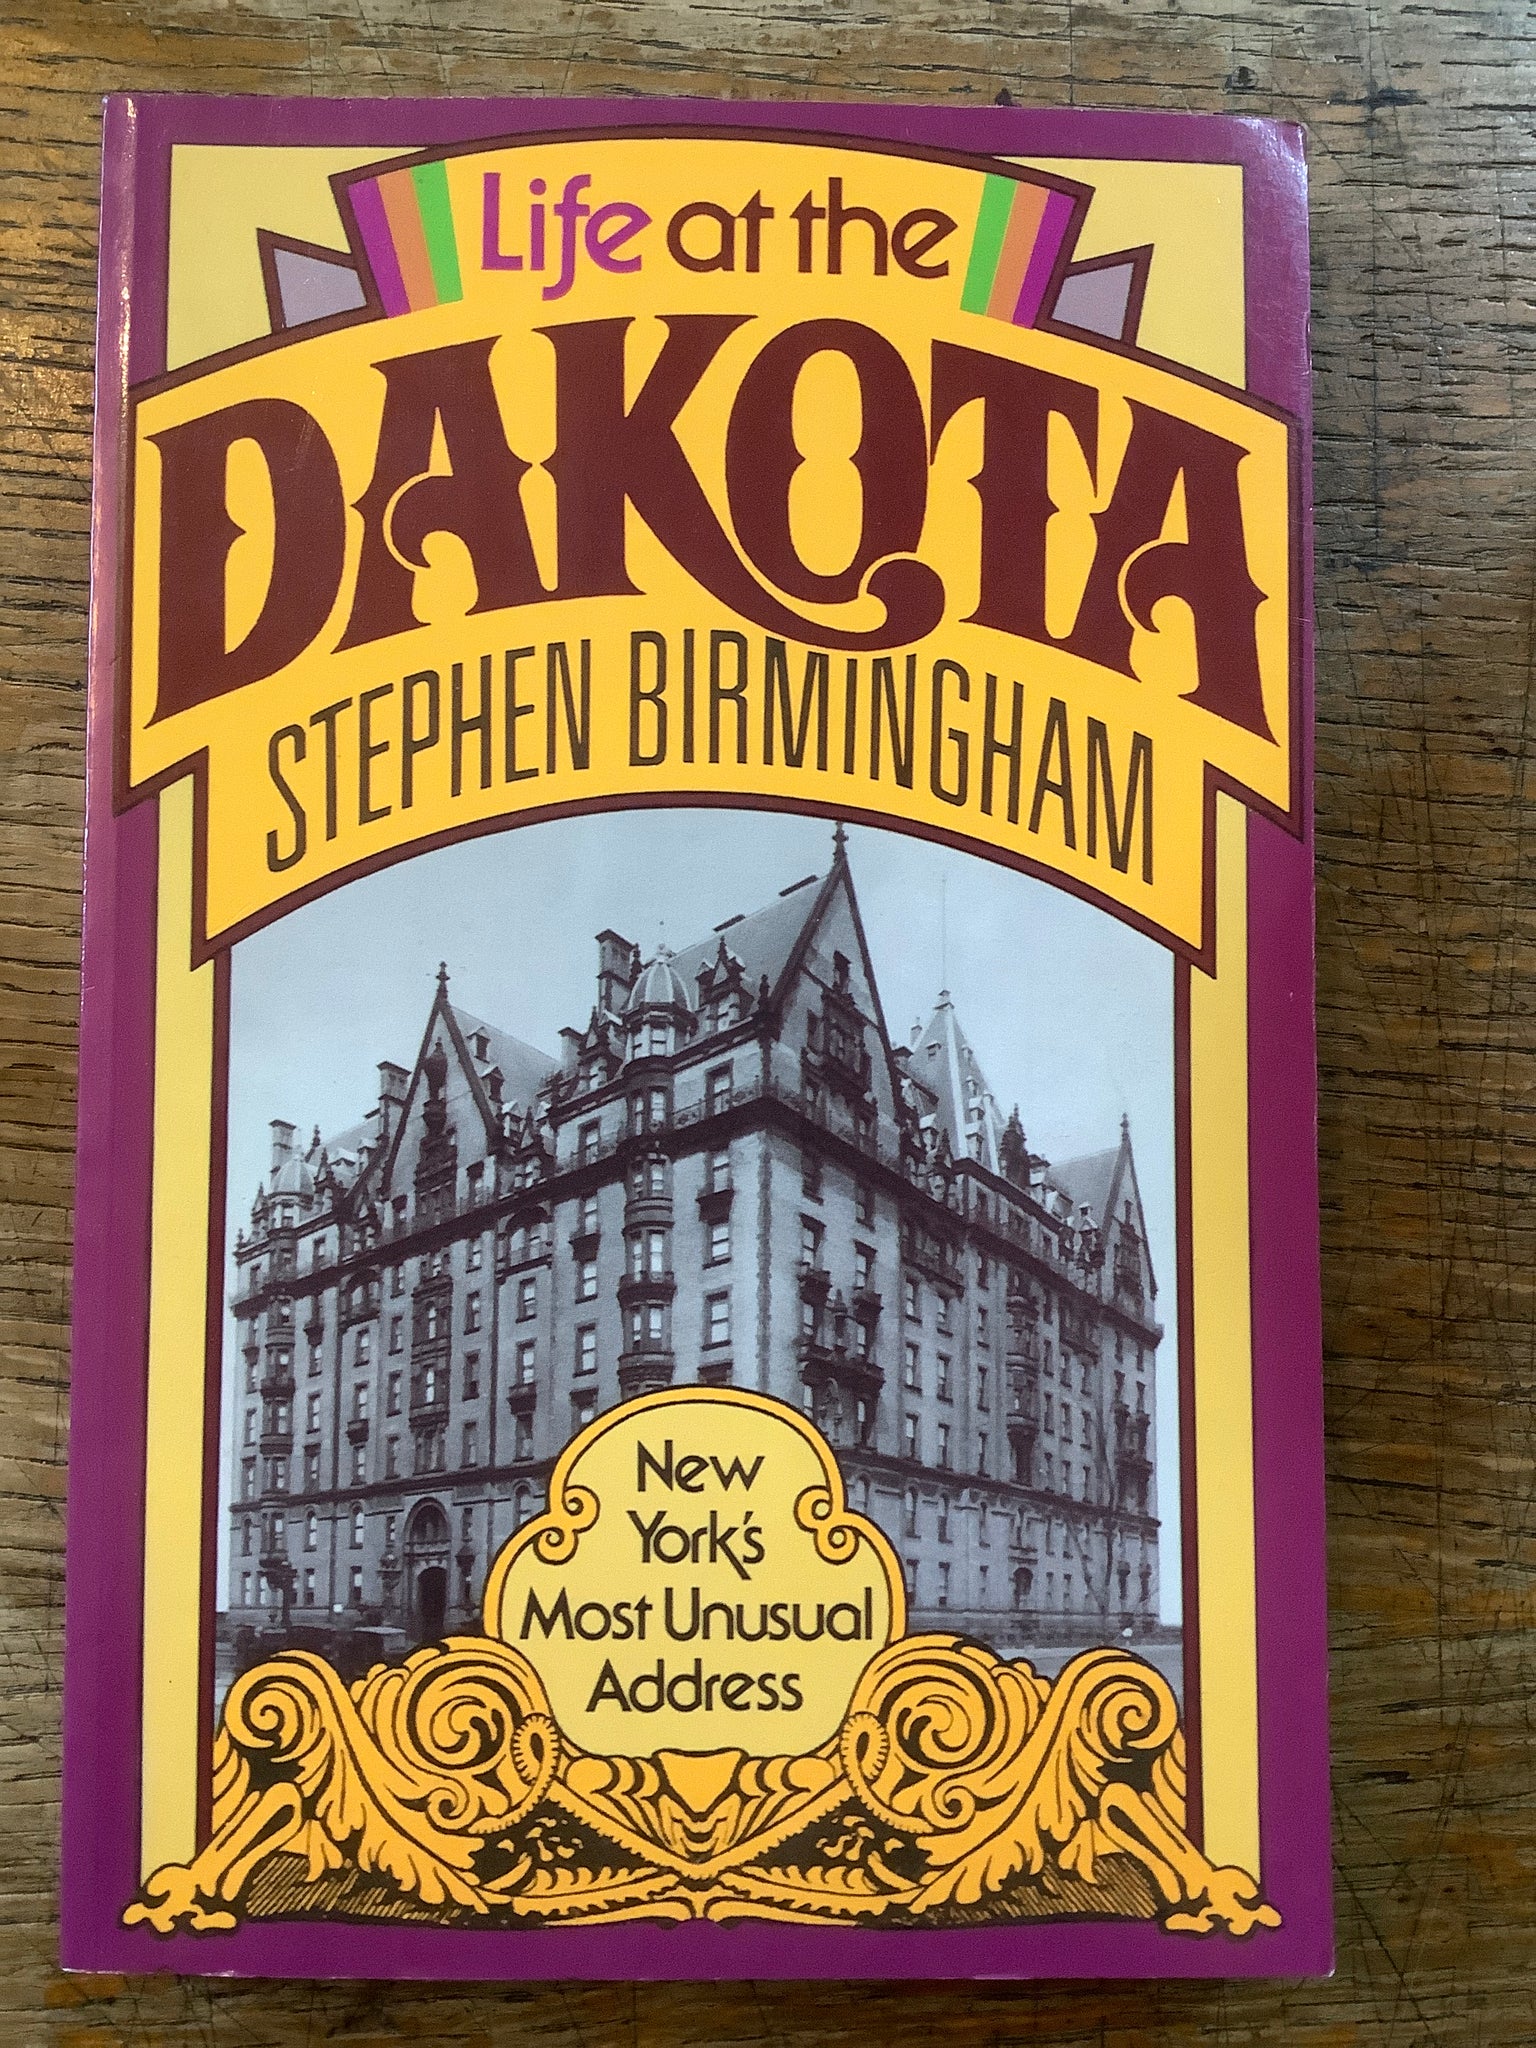 Life at the
DAKOTA
STEPHEN BIRMINGHAM
New
York's
Most Unusual
Address